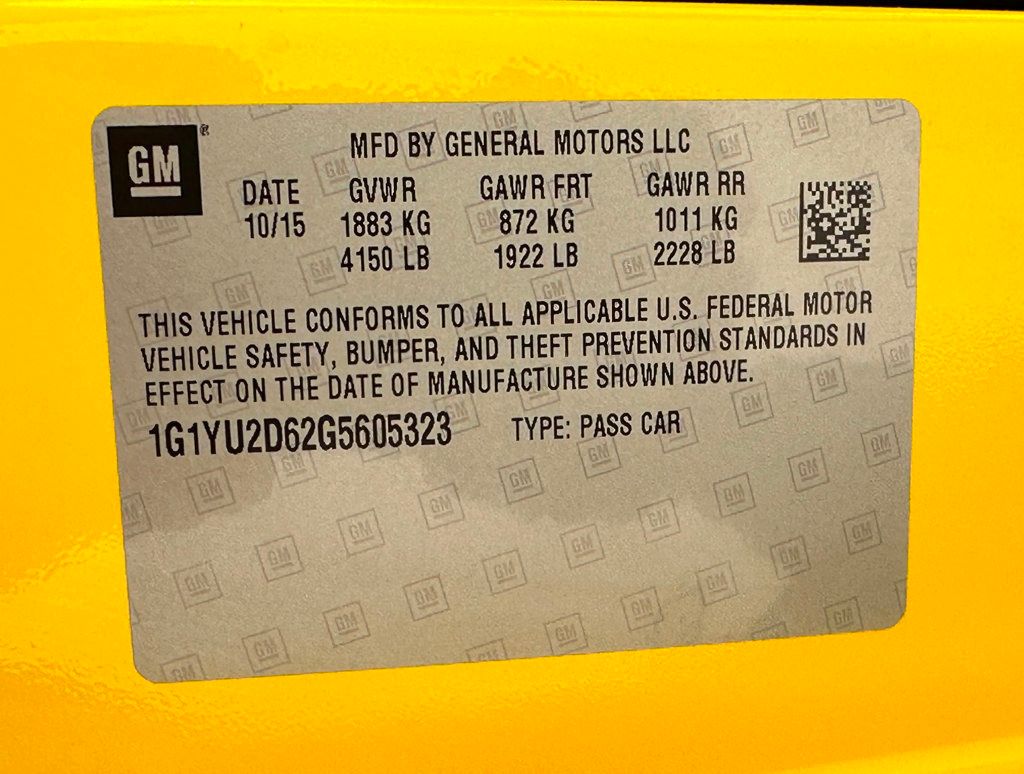 GM ®
MFD BY GENERAL MOTORS LLC
DATE GVWR GAWR FRT GAWR RR
10/15 1883 KG 872 KG 1011 KG
4150 LB 1922 LB 2228 LB
THIS VEHICLE CONFORMS TO ALL APPLICABLE U.S. FEDERAL MOTOR
VEHICLE SAFETY, BUMPER, AND THEFT PREVENTION STANDARDS IN
EFFECT ON THE DATE OF MANUFACTURE SHOWN ABOVE.
1G1YU2D62G5605323 TYPE: PASS CAR